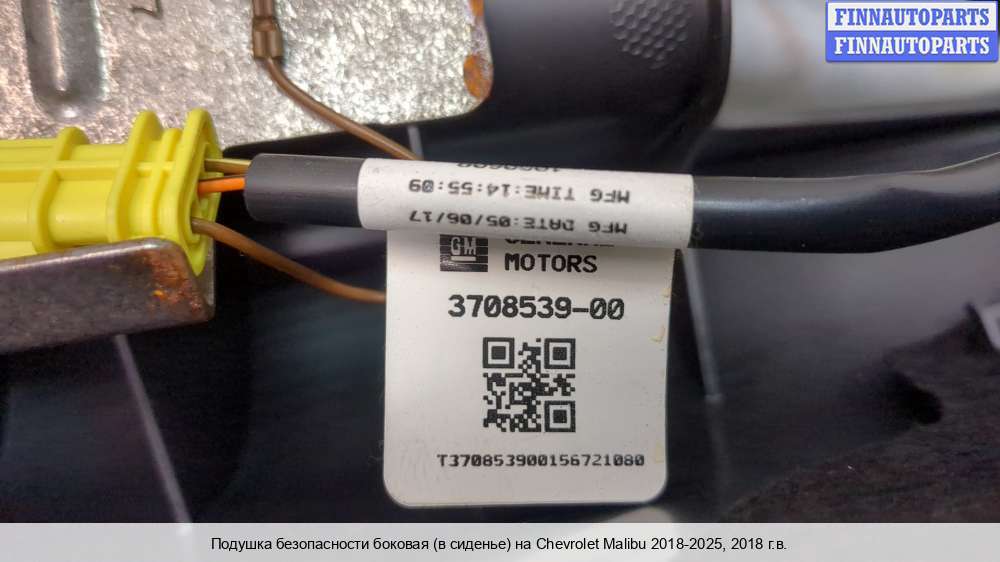 FINNAUTOPARTS
FINNAUTOPARTS
MFG TIME:14:55:09
MFG DATE:05/06/17
GM
MOTORS
3708539-00
T370853900156721080
Подушка безопасности боковая (в сиденье) на Chevrolet Malibu 2018-2025, 2018 г.в.